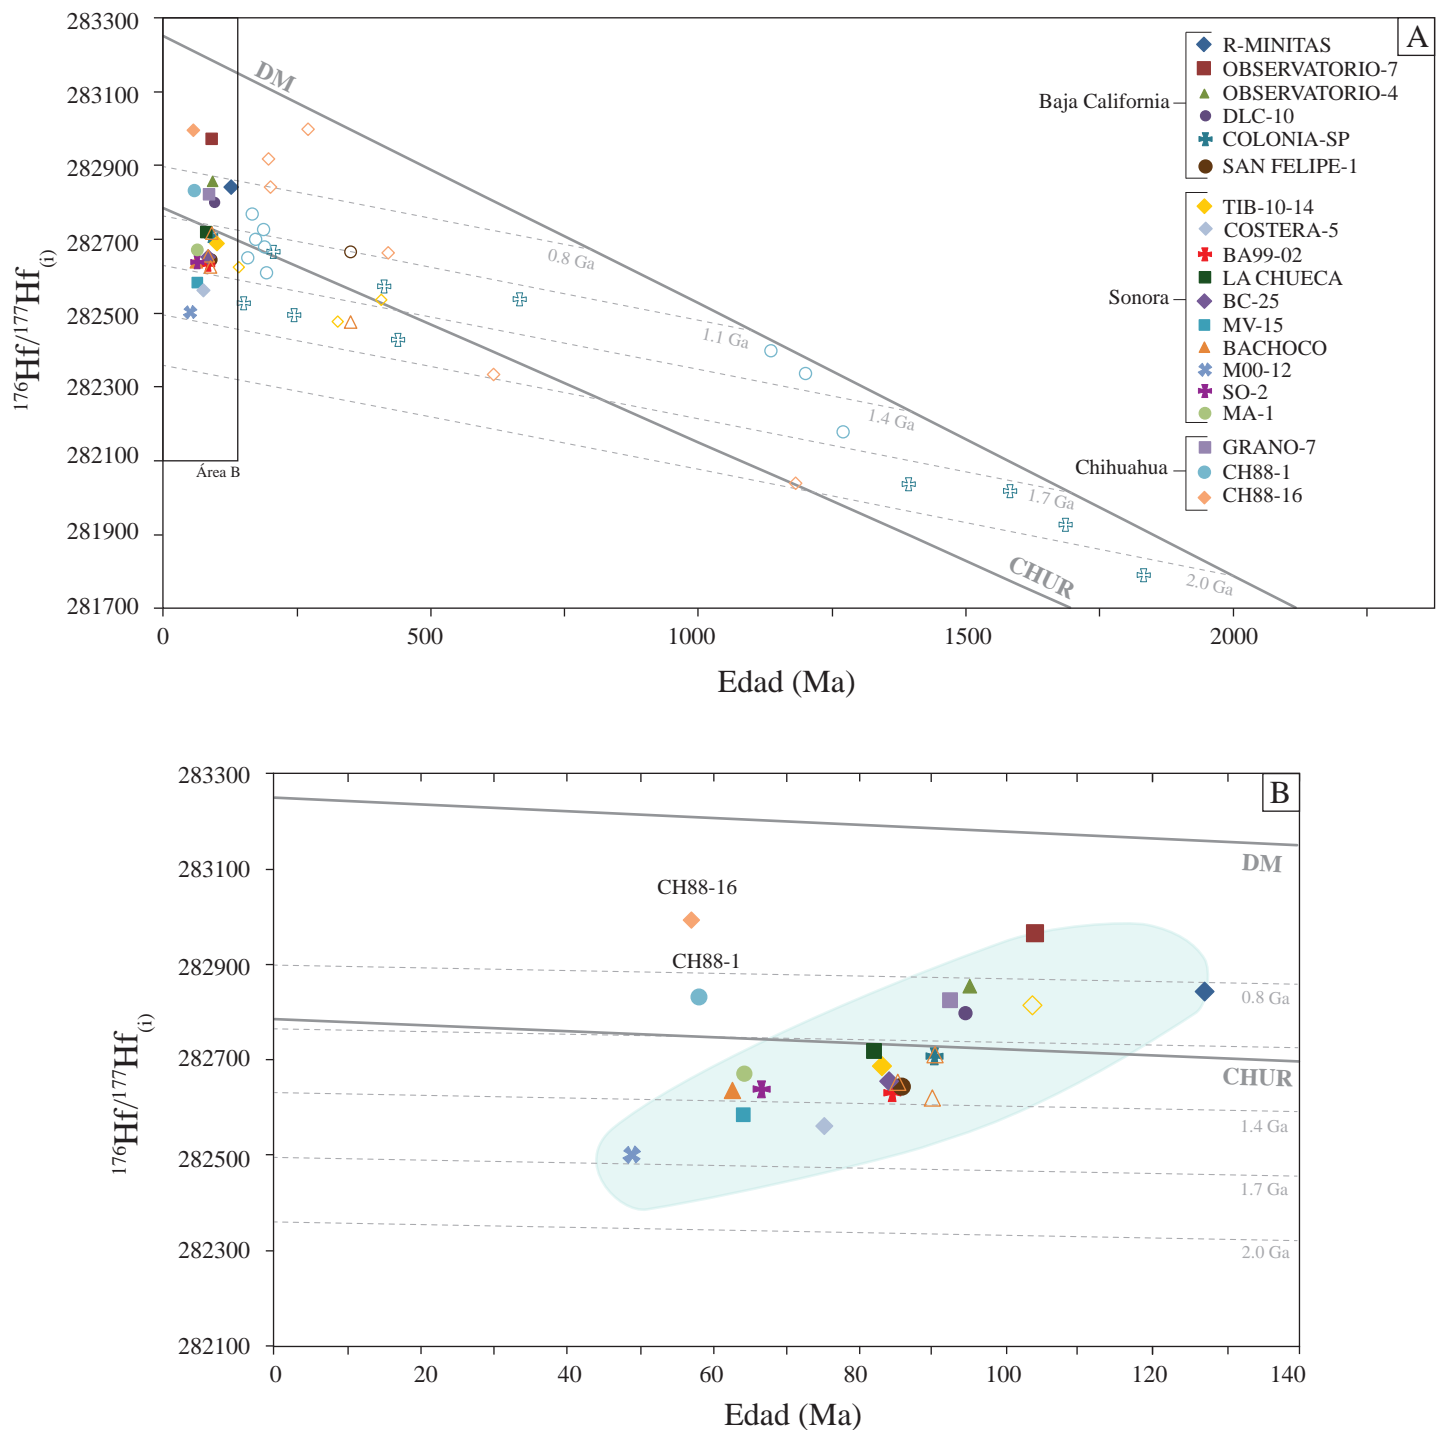 283300
283100
282900
282700
282500
282300
282100
281900
281700
176Hf/177Hf(i)
0
500
1000
1500
2000
Edad (Ma)
A
DM
CHUR
0.8 Ga
1.1 Ga
1.4 Ga
1.7 Ga
2.0 Ga
Área B
Baja California
R-MINITAS
OBSERVATORIO-7
OBSERVATORIO-4
DLC-10
COLONIA-SP
SAN FELIPE-1
Sonora
TIB-10-14
COSTERA-5
BA99-02
LA CHUECA
BC-25
MV-15
BACHOCO
M00-12
SO-2
MA-1
Chihuahua
GRANO-7
CH88-1
CH88-16
B
283300
283100
282900
282700
282500
282300
282100
176Hf/177Hf(i)
DM
CH88-16
CH88-1
0.8 Ga
CHUR
1.4 Ga
1.7 Ga
2.0 Ga
0
20
40
60
80
100
120
140
Edad (Ma)